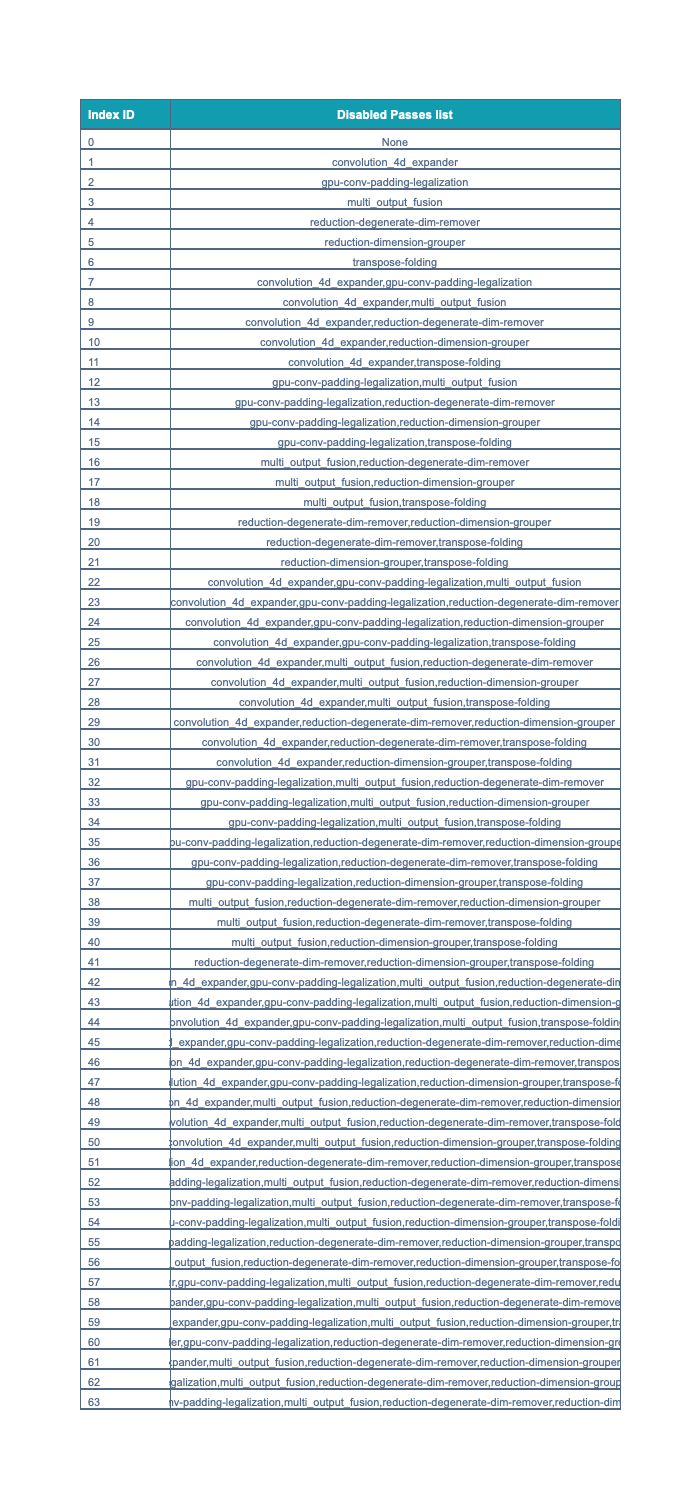 Index ID Disabled Passes list
0 None
1 convolution_4d_expander
2 gpu-conv-padding-legalization
3 multi_output_fusion
4 reduction-degenerate-dim-remover
5 reduction-dimension-grouper
6 transpose-folding
7 convolution_4d_expander,gpu-conv-padding-legalization
8 convolution_4d_expander,multi_output_fusion
9 convolution_4d_expander,reduction-degenerate-dim-remover
10 convolution_4d_expander,reduction-dimension-grouper
11 convolution_4d_expander,transpose-folding
12 gpu-conv-padding-legalization,multi_output_fusion
13 gpu-conv-padding-legalization,reduction-degenerate-dim-remover
14 gpu-conv-padding-legalization,reduction-dimension-grouper
15 gpu-conv-padding-legalization,transpose-folding
16 multi_output_fusion,reduction-degenerate-dim-remover
17 multi_output_fusion,reduction-dimension-grouper
18 multi_output_fusion,transpose-folding
19 reduction-degenerate-dim-remover,reduction-dimension-grouper
20 reduction-degenerate-dim-remover,transpose-folding
21 reduction-dimension-grouper,transpose-folding
22 convolution_4d_expander,gpu-conv-padding-legalization,multi_output_fusion
23 convolution_4d_expander,gpu-conv-padding-legalization,reduction-degenerate-dim-remover
24 convolution_4d_expander,gpu-conv-padding-legalization,reduction-dimension-grouper
25 convolution_4d_expander,gpu-conv-padding-legalization,transpose-folding
26 convolution_4d_expander,multi_output_fusion,reduction-degenerate-dim-remover
27 convolution_4d_expander,multi_output_fusion,reduction-dimension-grouper
28 convolution_4d_expander,multi_output_fusion,transpose-folding
29 convolution_4d_expander,reduction-degenerate-dim-remover,reduction-dimension-grouper
30 convolution_4d_expander,reduction-degenerate-dim-remover,transpose-folding
31 convolution_4d_expander,reduction-dimension-grouper,transpose-folding
32 gpu-conv-padding-legalization,multi_output_fusion,reduction-degenerate-dim-remover
33 gpu-conv-padding-legalization,multi_output_fusion,reduction-dimension-grouper
34 gpu-conv-padding-legalization,multi_output_fusion,transpose-folding
35 pu-conv-padding-legalization,reduction-degenerate-dim-remover,reduction-dimension-groupe
36 gpu-conv-padding-legalization,reduction-degenerate-dim-remover,transpose-folding
37 gpu-conv-padding-legalization,reduction-dimension-grouper,transpose-folding
38 multi_output_fusion,reduction-degenerate-dim-remover,reduction-dimension-grouper
39 multi_output_fusion,reduction-degenerate-dim-remover,transpose-folding
40 multi_output_fusion,reduction-dimension-grouper,transpose-folding
41 reduction-degenerate-dim-remover,reduction-dimension-grouper,transpose-folding
42 n_4d_expander,gpu-conv-padding-legalization,multi_output_fusion,reduction-degenerate-din
43 ution_4d_expander,gpu-conv-padding-legalization,multi_output_fusion,reduction-dimension-g
44 onvolution_4d_expander,gpu-conv-padding-legalization,multi_output_fusion,transpose-foldin
45 _expander,gpu-conv-padding-legalization,reduction-degenerate-dim-remover,reduction-dime
46 on_4d_expander,gpu-conv-padding-legalization,reduction-degenerate-dim-remover,transpos
47 lution_4d_expander,gpu-conv-padding-legalization,reduction-dimension-grouper,transpose-fo
48 on_4d_expander,multi_output_fusion,reduction-degenerate-dim-remover,reduction-dimension
49 volution_4d_expander,multi_output_fusion,reduction-degenerate-dim-remover,transpose-fold
50 convolution_4d_expander,multi_output_fusion,reduction-dimension-grouper,transpose-folding
51 ion_4d_expander,reduction-degenerate-dim-remover,reduction-dimension-grouper,transpose
52 adding-legalization,multi_output_fusion,reduction-degenerate-dim-remover,reduction-dimens
53 onv-padding-legalization,multi_output_fusion,reduction-degenerate-dim-remover,transpose-fo
54 u-conv-padding-legalization,multi_output_fusion,reduction-dimension-grouper,transpose-foldi
55 padding-legalization,reduction-degenerate-dim-remover,reduction-dimension-grouper,transpo
56 _output_fusion,reduction-degenerate-dim-remover,reduction-dimension-grouper,transpose-fo
57 r,gpu-conv-padding-legalization,multi_output_fusion,reduction-degenerate-dim-remover,redu
58 pander,gpu-conv-padding-legalization,multi_output_fusion,reduction-degenerate-dim-remove
59 _expander,gpu-conv-padding-legalization,multi_output_fusion,reduction-dimension-grouper,tra
60 er,gpu-conv-padding-legalization,reduction-degenerate-dim-remover,reduction-dimension-gro
61 xpander,multi_output_fusion,reduction-degenerate-dim-remover,reduction-dimension-grouper
62 galization,multi_output_fusion,reduction-degenerate-dim-remover,reduction-dimension-group
63 nv-padding-legalization,multi_output_fusion,reduction-degenerate-dim-remover,reduction-dim